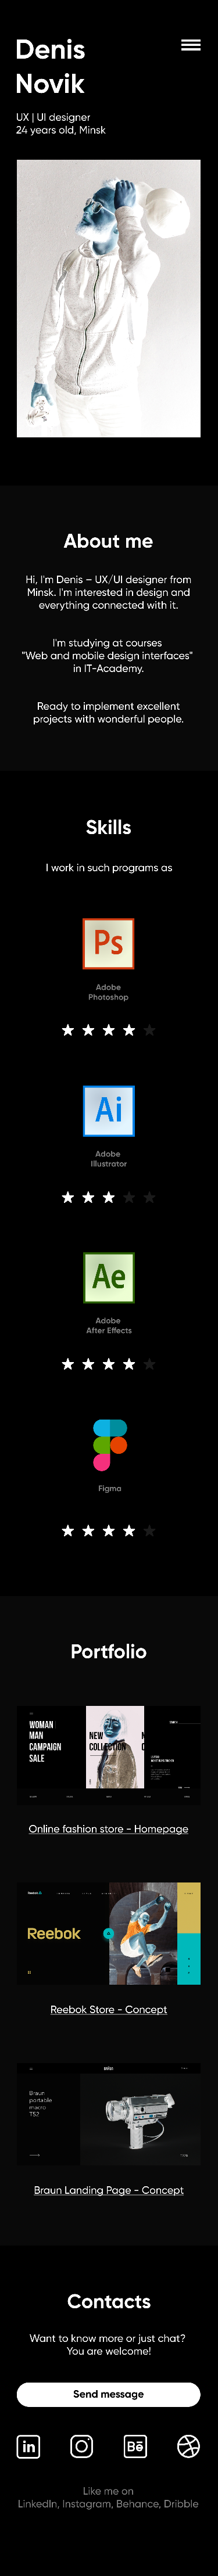 Denis
Novik
UX | UI designer
24 years old, Minsk
About me
Hi, I'm Denis – UX/UI designer from
Minsk. I'm interested in design and
everything connected with it.
I'm studying at courses
"Web and mobile design interfaces"
in IT-Academy.
Ready to implement excellent
projects with wonderful people.
Skills
I work in such programs as
Ps
Adobe
Photoshop
Ai
Adobe
Illustrator
Ae
Adobe
After Effects
Figma
Portfolio
WOMAN
MAN
CAMPAIGN
SALE
NEW
COLLECTION
Online fashion store - Homepage
Reebok
Reebok Store - Concept
Braun
portable
macro
T52
Braun Landing Page - Concept
Contacts
Want to know more or just chat?
You are welcome!
Send message
in
Bē
Like me on
LinkedIn, Instagram, Behance, Dribble